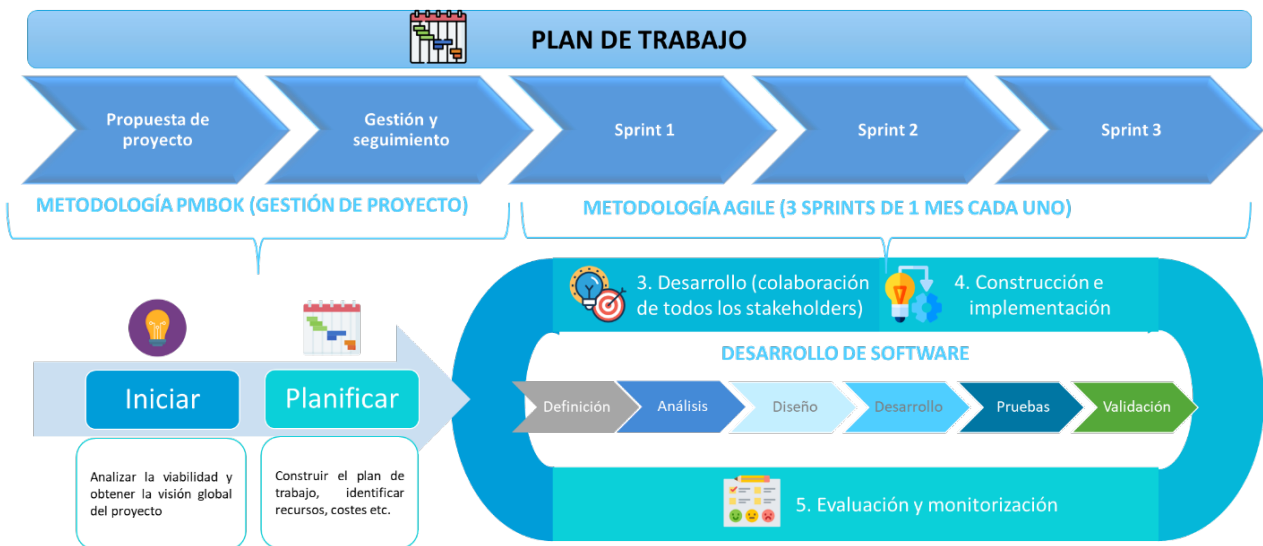 PLAN DE TRABAJO
Propuesta de
proyecto
Gestión y
seguimiento
Sprint 1
Sprint 2
Sprint 3
METODOLOGÍA PMBOK (GESTIÓN DE PROYECTO)
METODOLOGÍA AGILE (3 SPRINTS DE 1 MES CADA UNO)
Iniciar
Analizar la viabilidad y
obtener la visión global
del proyecto
Planificar
Construir el plan de
trabajo, identificar
recursos, costes etc.
3. Desarrollo (colaboración
de todos los stakeholders)
4. Construcción e
implementación
DESARROLLO DE SOFTWARE
Definición
Análisis
Diseño
Desarrollo
Pruebas
Validación
5. Evaluación y monitorización